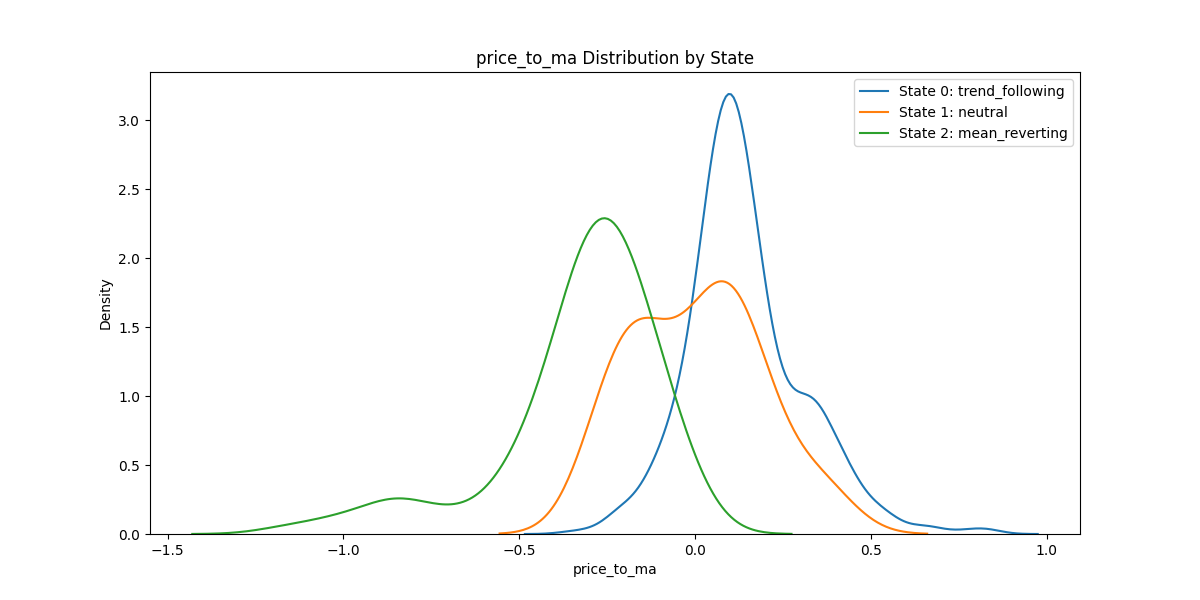 price_to_ma Distribution by State
State 0: trend_following
State 1: neutral
State 2: mean_reverting
Density
3.0
2.5
2.0
1.5
1.0
0.5
0.0
−1.5
−1.0
−0.5
0.0
0.5
1.0
price_to_ma